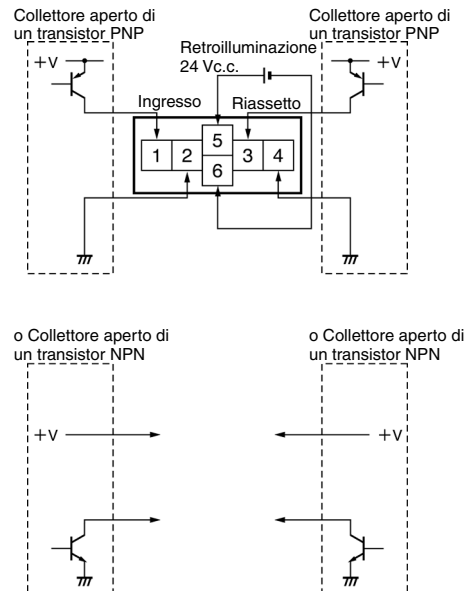 Collettore aperto di
un transistor PNP
Collettore aperto di
un transistor PNP
Retroilluminazione
24 Vc.c.
+V
+V
Ingresso
Riassetto
5
1 2 3 4
6
o Collettore aperto di
un transistor NPN
o Collettore aperto di
un transistor NPN
+V
+V